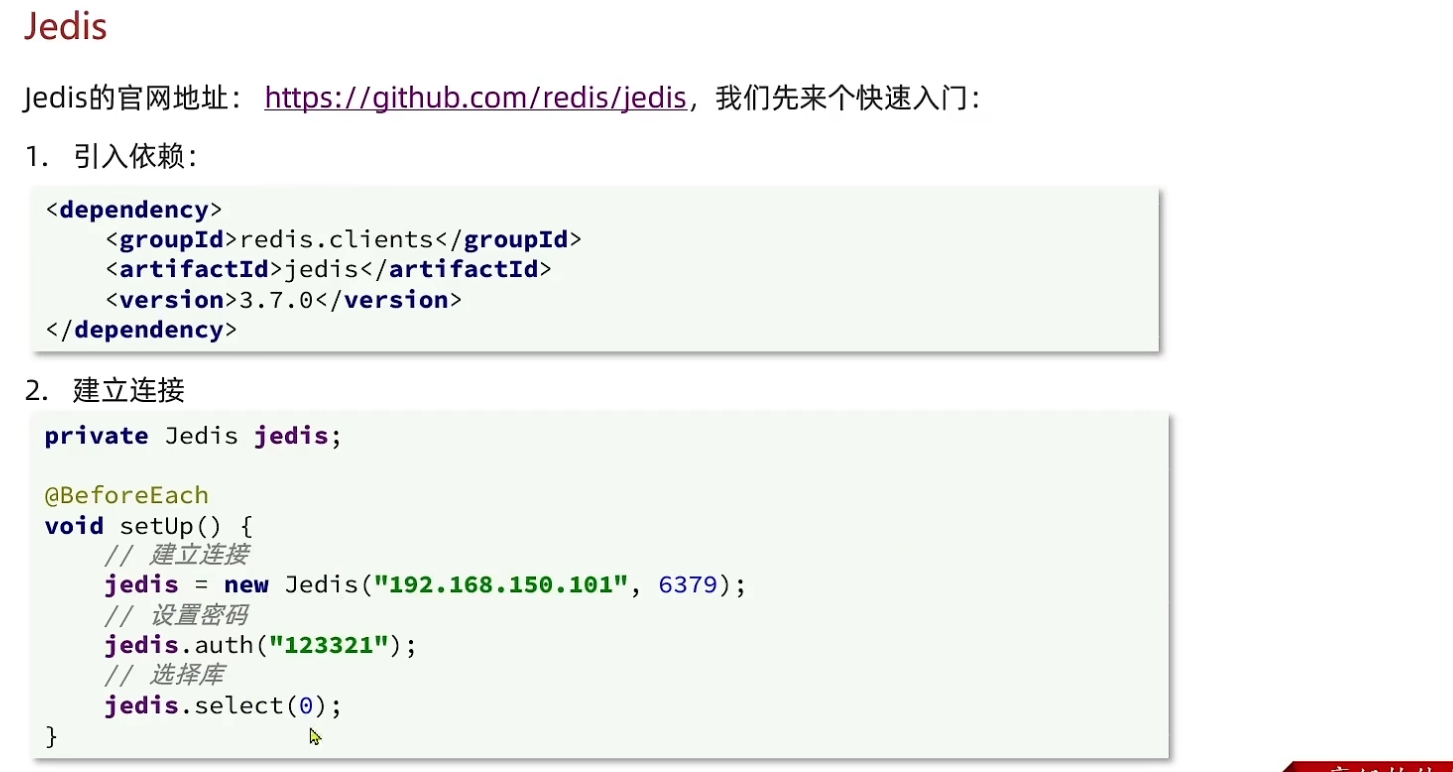 Jedis
Jedis的官网地址： https://github.com/redis/jedis，我们先来个快速入门：
1. 引入依赖：
<dependency>
    <groupId>redis.clients</groupId>
    <artifactId>jedis</artifactId>
    <version>3.7.0</version>
</dependency>
2. 建立连接
private Jedis jedis;
@BeforeEach
void setUp() {
    // 建立连接
    jedis = new Jedis("192.168.150.101", 6379);
    // 设置密码
    jedis.auth("123321");
    // 选择库
    jedis.select(0);
}